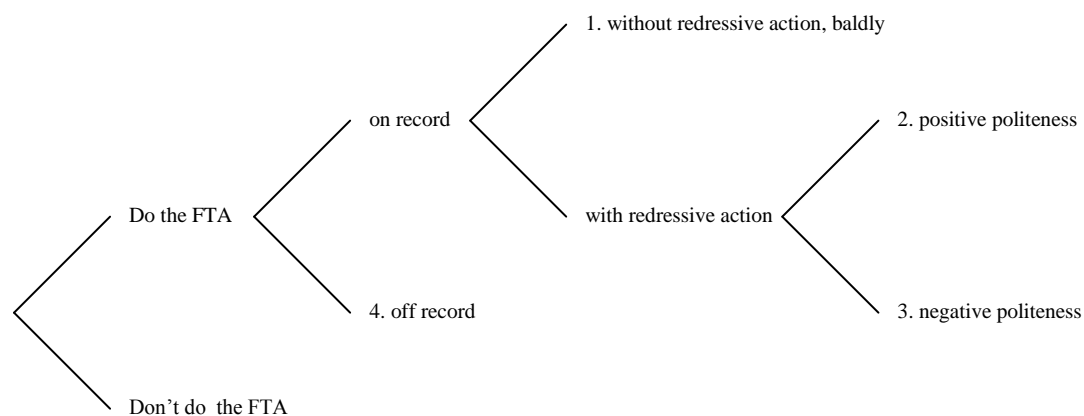 1. without redressive action, baldly
on record
2. positive politeness
Do the FTA
with redressive action
4. off record
3. negative politeness
Don’t do the FTA